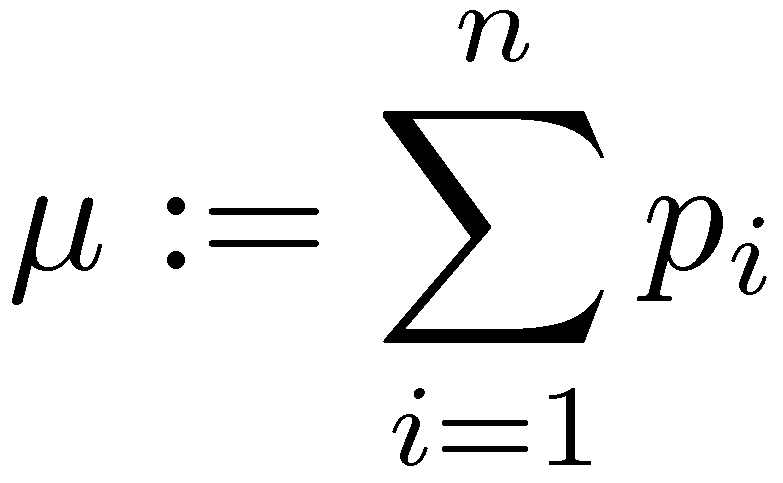 μ := ∑_{i=1}^{n} p_i